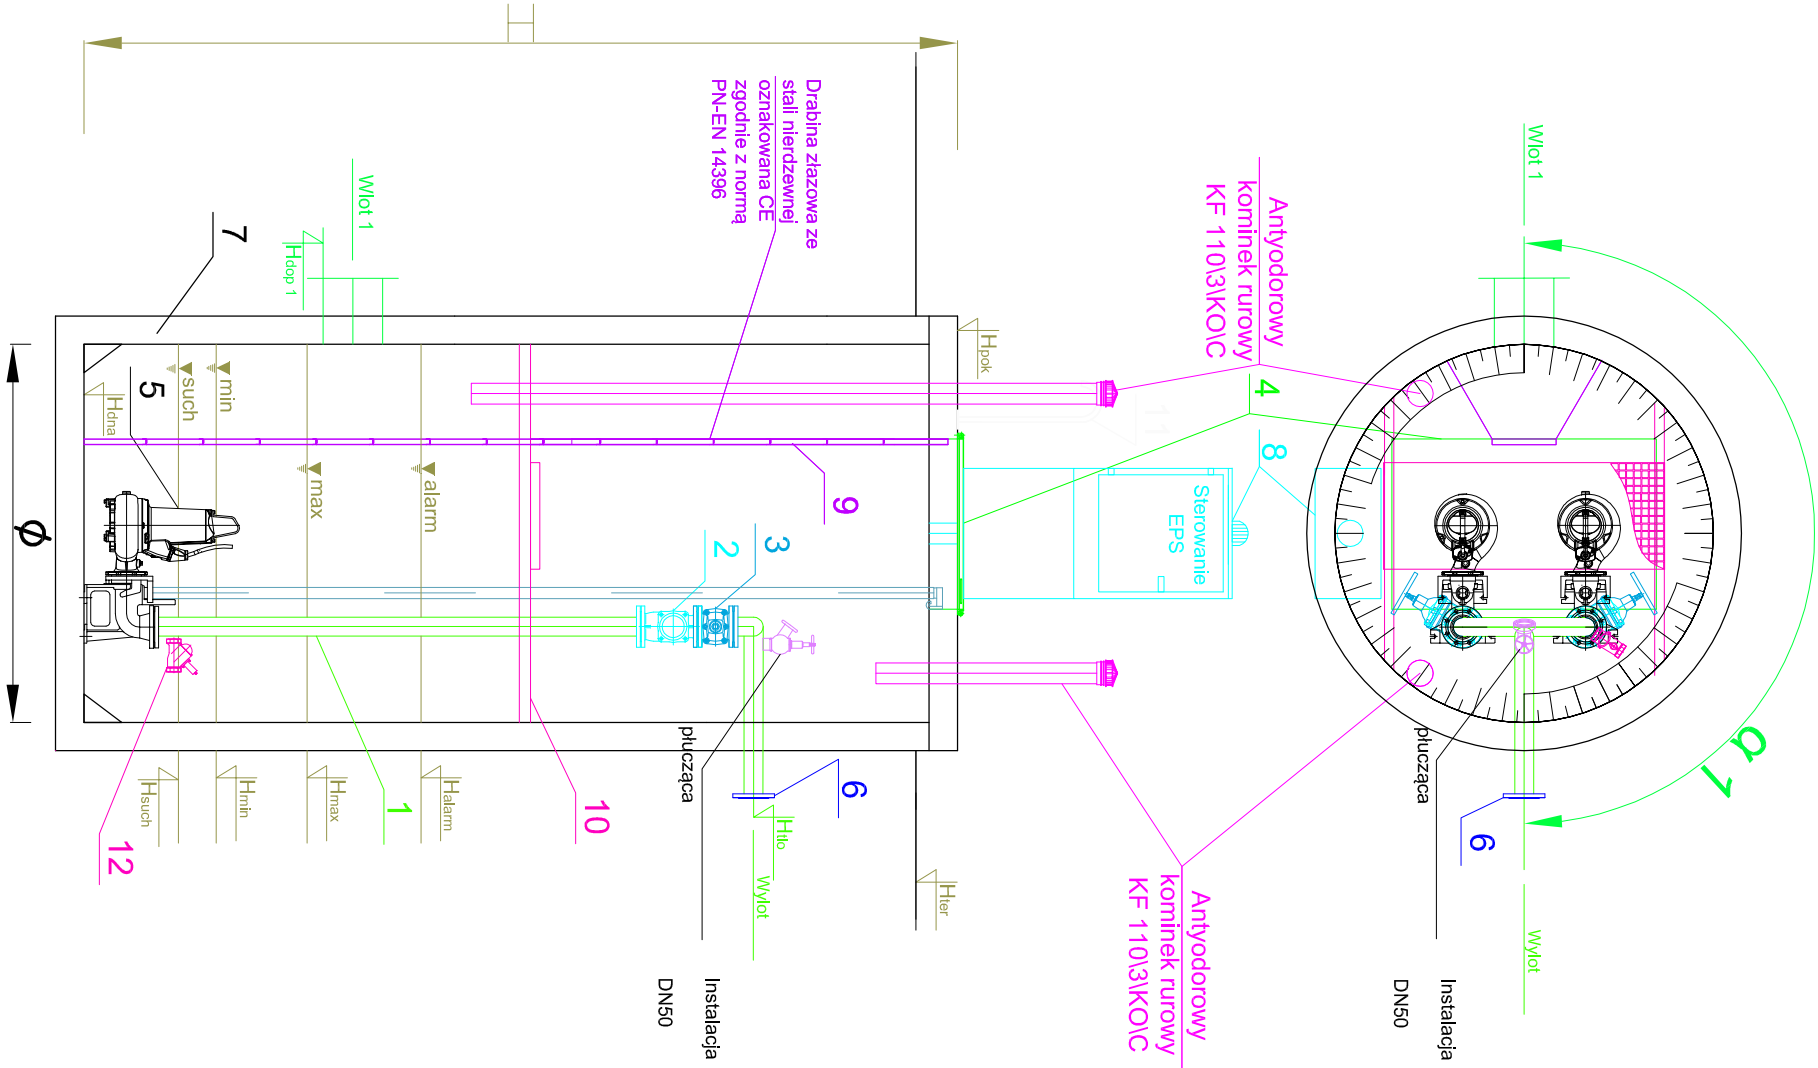 H
Drabina złazowa ze
stali nierdzewnej
oznakowana CE
zgodnie z normą
PN-EN 14396
Wlot 1
Hdop 1
7
5
such
min
max
alarm
Hdna
Hpok
Φ
9
2
3
Sterowanie
EPS
Antyodorowy
kominek rurowy
KF 110\3\KO\C
4
8
Wlot 1
α 1
Hsuch
Hmin
Hmax
Halarm
12
1
10
6
Htło
Wylot
Hter
płucząca
Instalacja
DN50
Antyodorowy
kominek rurowy
KF 110\3\KO\C
płucząca
Instalacja
DN50
6
Wylot